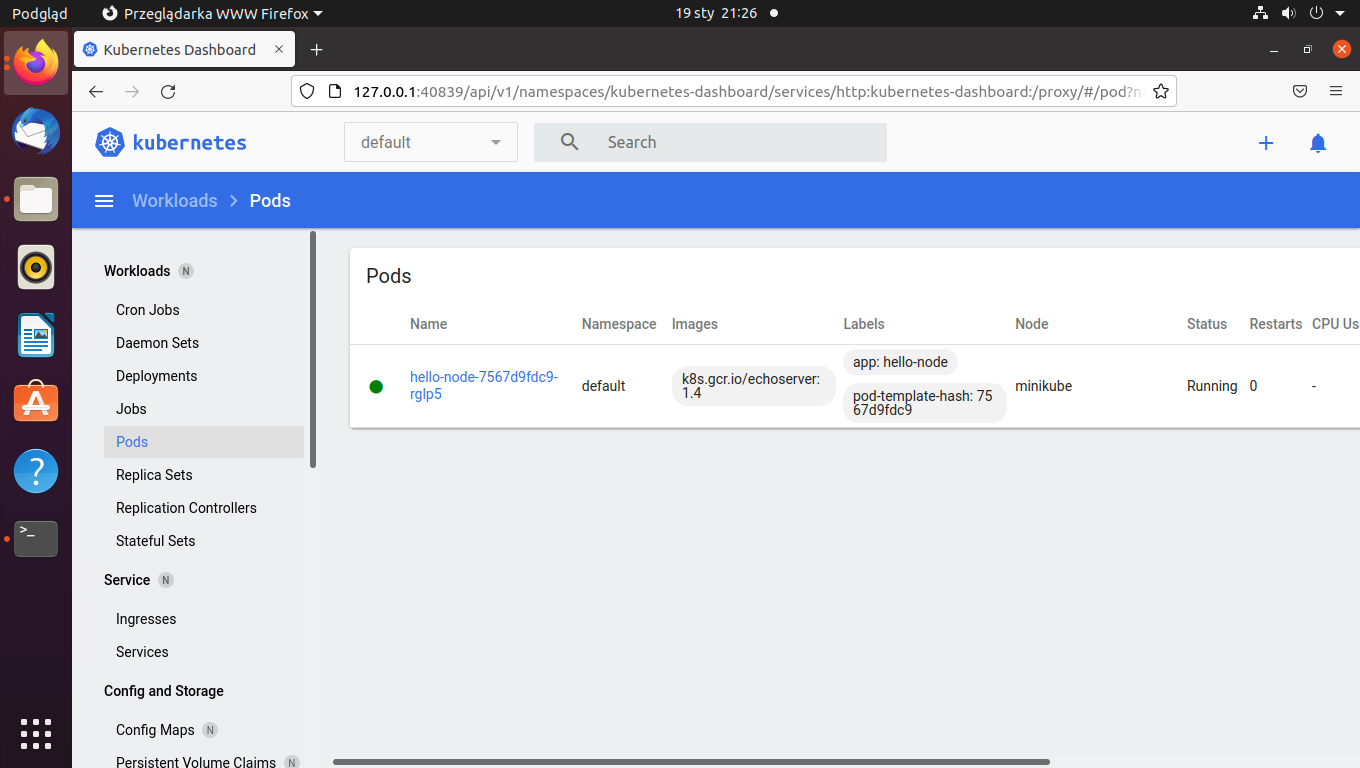 Podgląd Przeglądarka WWW Firefox 19 sty 21:26
Kubernetes Dashboard
127.0.0.1:40839/api/v1/namespaces/kubernetes-dashboard/services/http:kubernetes-dashboard:/proxy/#/pod?n
kubernetes default Search
Workloads Pods
Workloads N
Cron Jobs
Daemon Sets
Deployments
Jobs
Pods
Replica Sets
Replication Controllers
Stateful Sets
Service N
Ingresses
Services
Config and Storage
Config Maps N
Persistent Volume Claims N
Pods
Name Namespace Images Labels Node Status Restarts CPU Us
hello-node-7567d9fdc9-
rglp5
default
k8s.gcr.io/echoserver:
1.4
app: hello-node
pod-template-hash: 75
67d9fdc9
minikube
Running
0
-